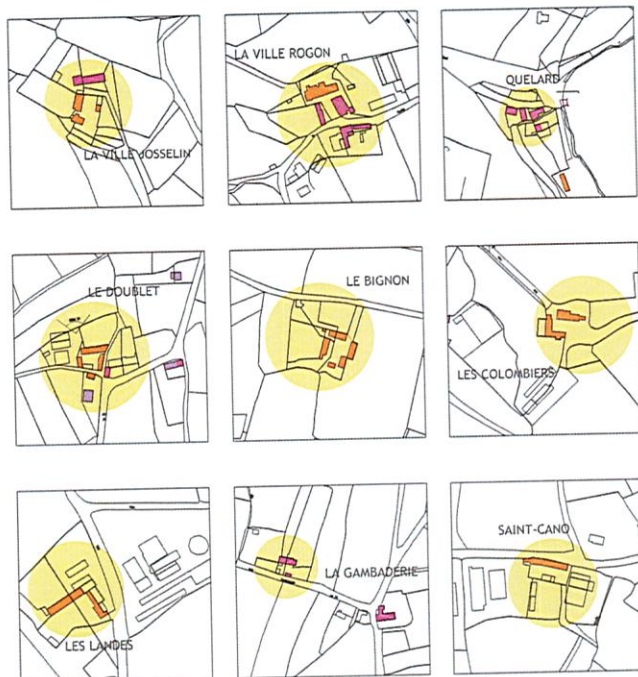 LA VILLE JOSSELIN
LA VILLE ROGON
QUELARD
LE DOUBLET
LE BIGNON
LES COLOMBIERS
LES LANDES
LA GAMBADERIE
SAINT-CANO